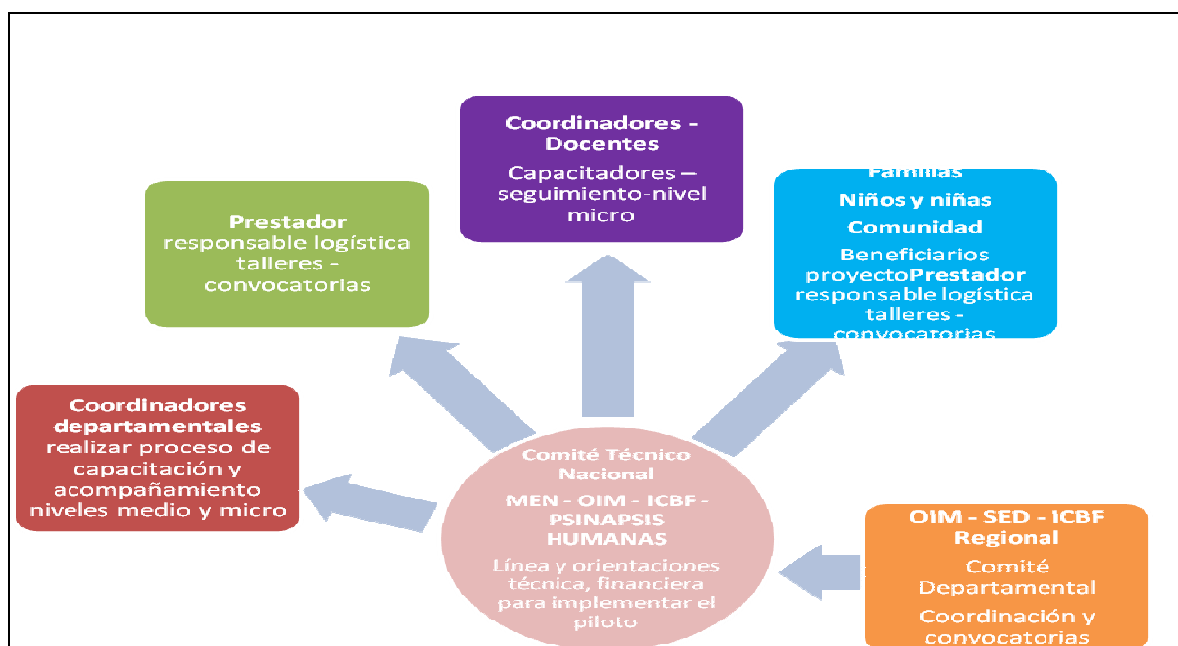 Coordinadores -
Docentes
Capacitadores –
seguimiento-nivel
micro
Familias
Niños y niñas
Comunidad
Beneficiarios
proyectoPrestador
responsable logística
talleres -
convocatorias
Prestador
responsable logística
talleres -
convocatorias
Coordinadores
departamentales
realizar proceso de
capacitación y
acompañamiento
niveles medio y micro
Comité Técnico
Nacional
MEN - OIM - ICBF -
PSINAPSIS
HUMANAS
Línea y orientaciones
técnica, financiera
para implementar el
piloto
OIM - SED - ICBF
Regional
Comité
Departamental
Coordinación y
convocatorias